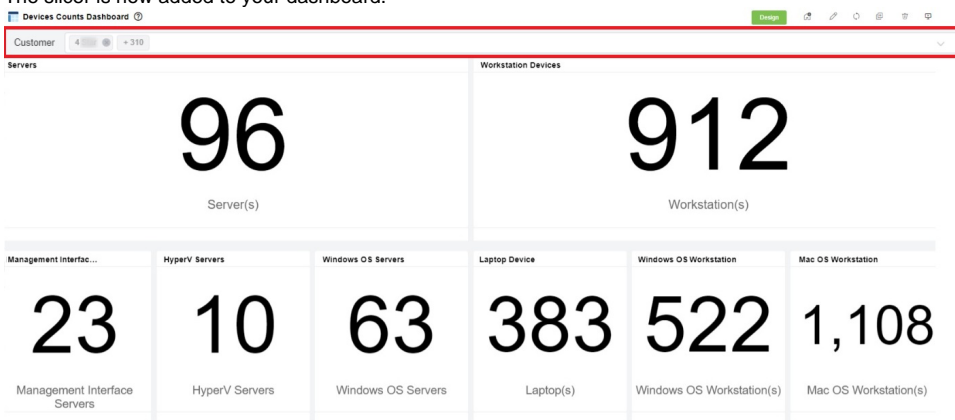 The slicer is now added to your dashboard.
Devices Counts Dashboard
Design
Customer 4 + 310
Servers
Workstation Devices
96
912
Server(s)
Workstation(s)
Management Interfac... HyperV Servers Windows OS Servers Laptop Device Windows OS Workstation Mac OS Workstation
23 10 63 383 522 1,108
Management Interface Servers HyperV Servers Windows OS Servers Laptop(s) Windows OS Workstation(s) Mac OS Workstation(s)